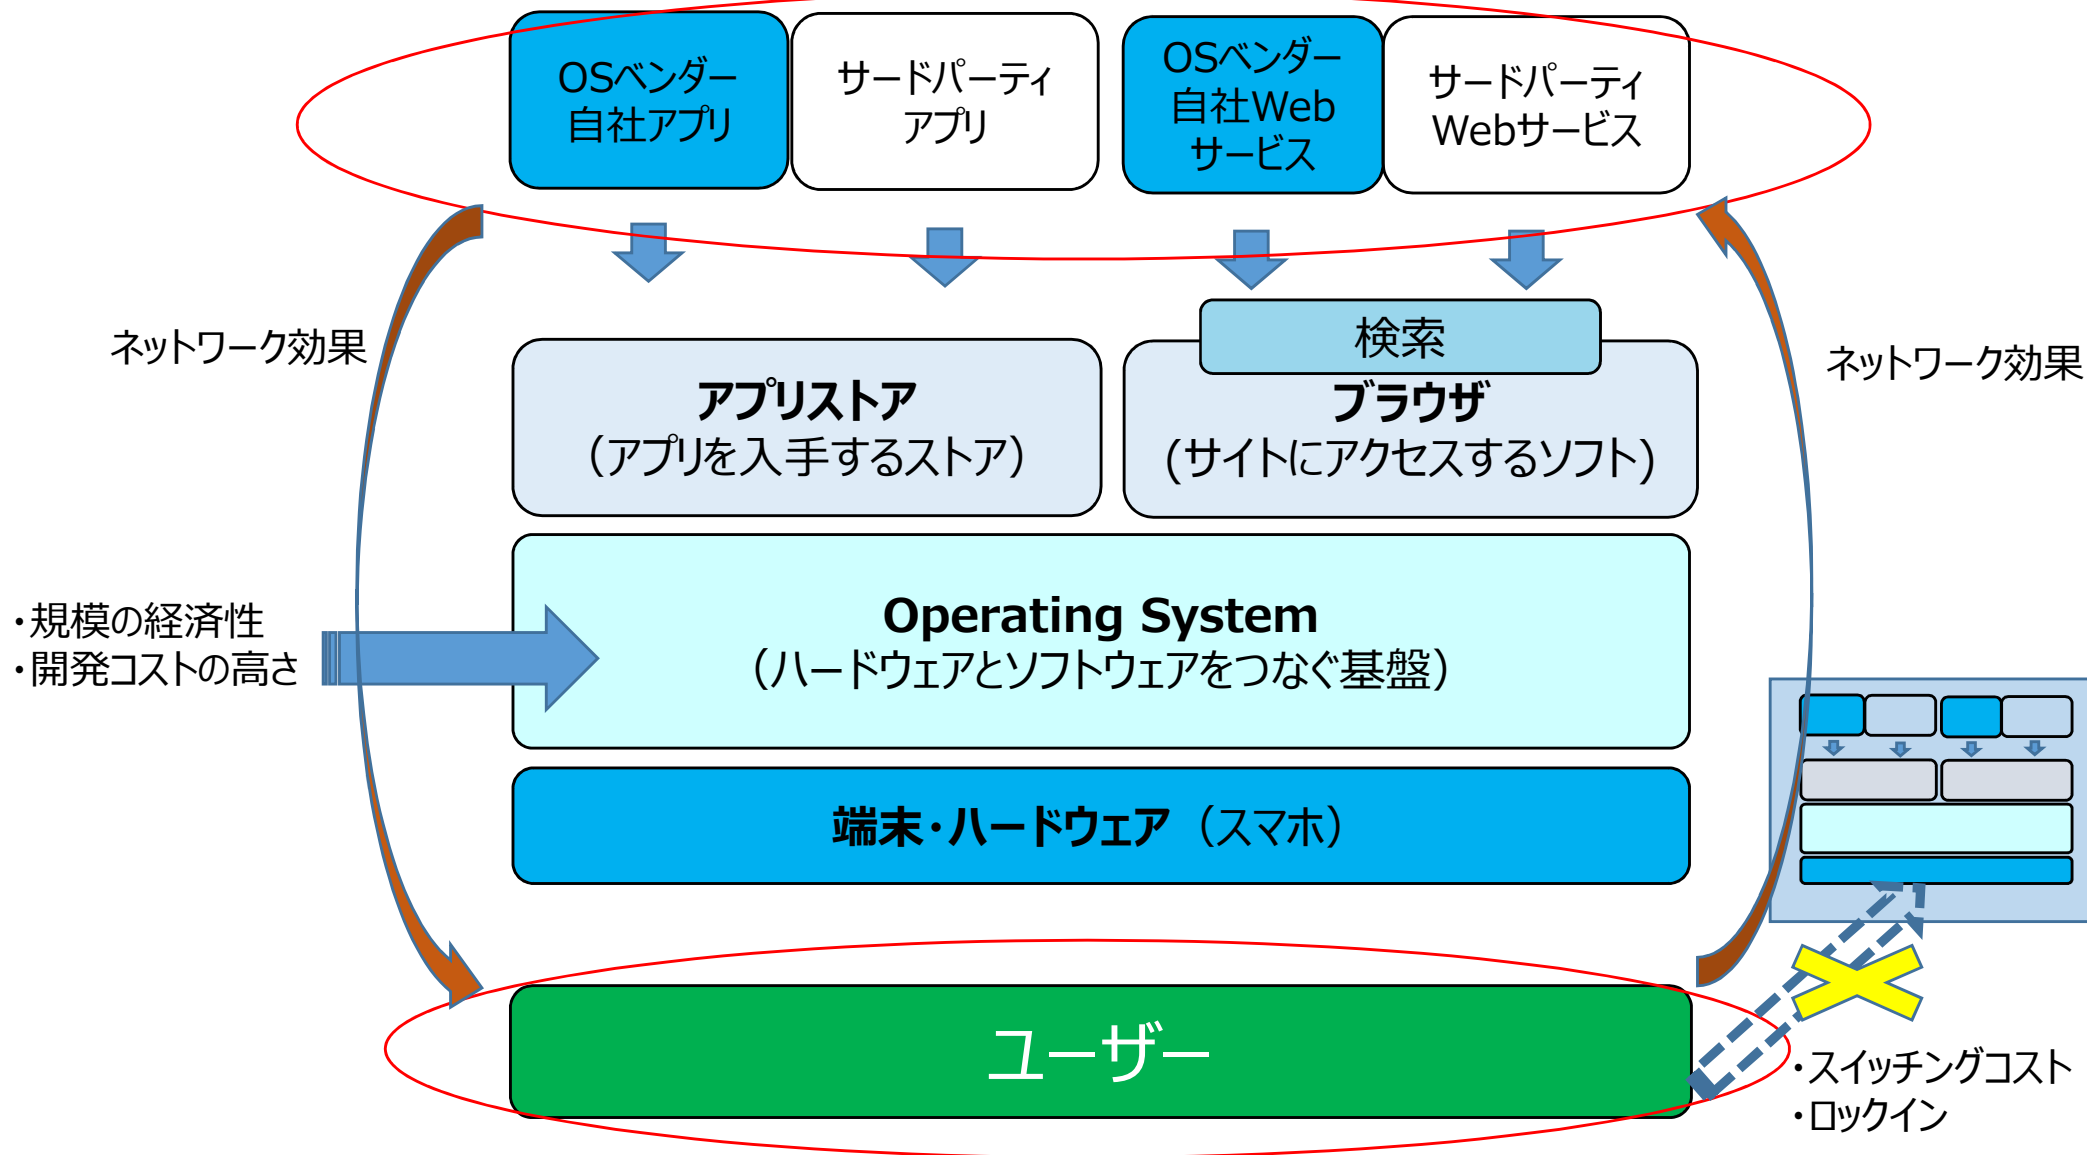 OSベンダー
自社アプリ
サードパーティ
アプリ
OSベンダー
自社Web
サービス
サードパーティ
Webサービス
ネットワーク効果
ネットワーク効果
検索
アプリストア
（アプリを入手するストア）
ブラウザ
(サイトにアクセスするソフト)
・規模の経済性
・開発コストの高さ
Operating System
（ハードウェアとソフトウェアをつなぐ基盤）
端末・ハードウェア（スマホ）
ユーザー
・スイッチングコスト
・ロックイン